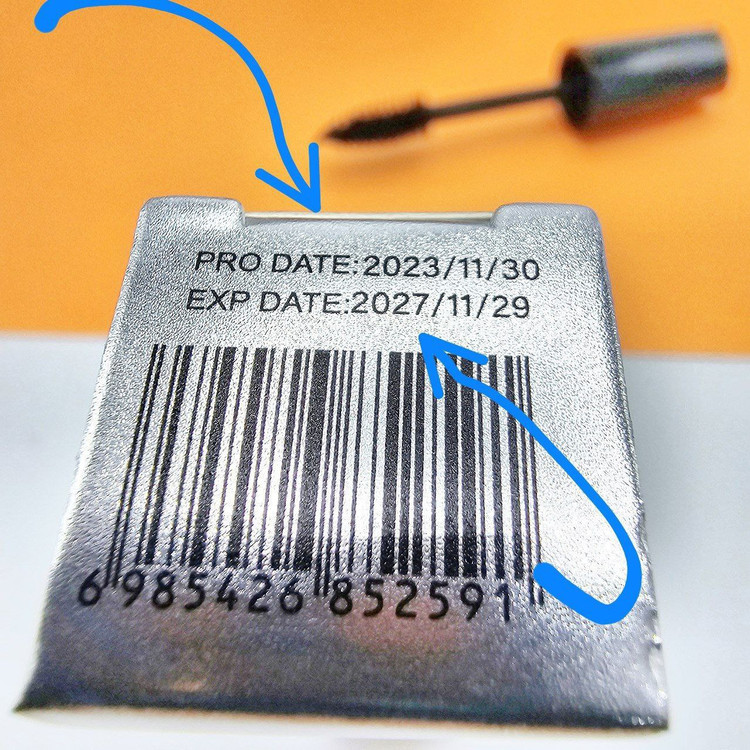 PRO DATE:2023/11/30
EXP DATE:2027/11/29
6 985426 852591